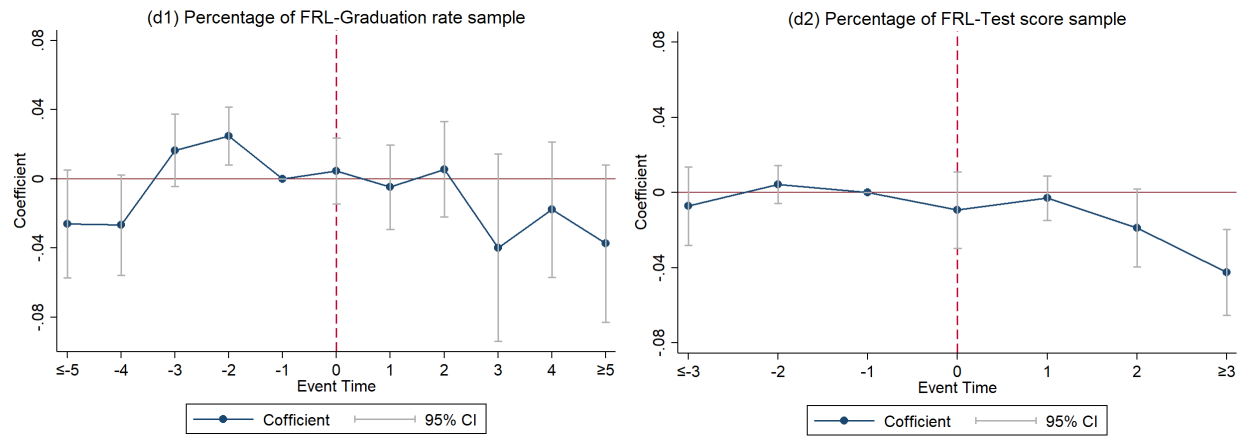 (d1) Percentage of FRL-Graduation rate sample
.08
.04
0
-.04
-.08
Coefficient
≤-5 -4 -3 -2 -1 0 1 2 3 4 ≥5
Event Time
Cofficient 95% CI
(d2) Percentage of FRL-Test score sample
.08
.04
0
-.04
-.08
Coefficient
≤-3 -2 -1 0 1 2 ≥3
Event Time
Cofficient 95% CI